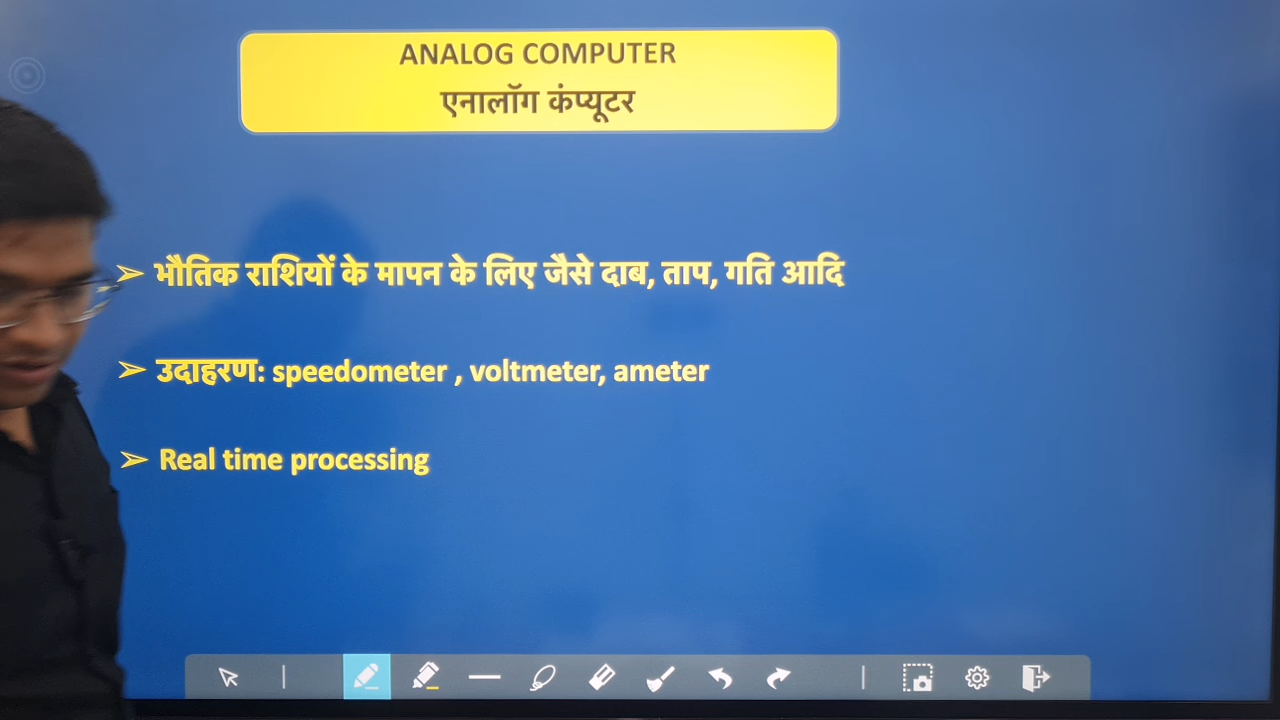 ANALOG COMPUTER
एनालॉग कंप्यूटर
➢ भौतिक राशियों के मापन के लिए जैसे दाब, ताप, गति आदि
➢ उदाहरण: speedometer , voltmeter, ameter
➢ Real time processing